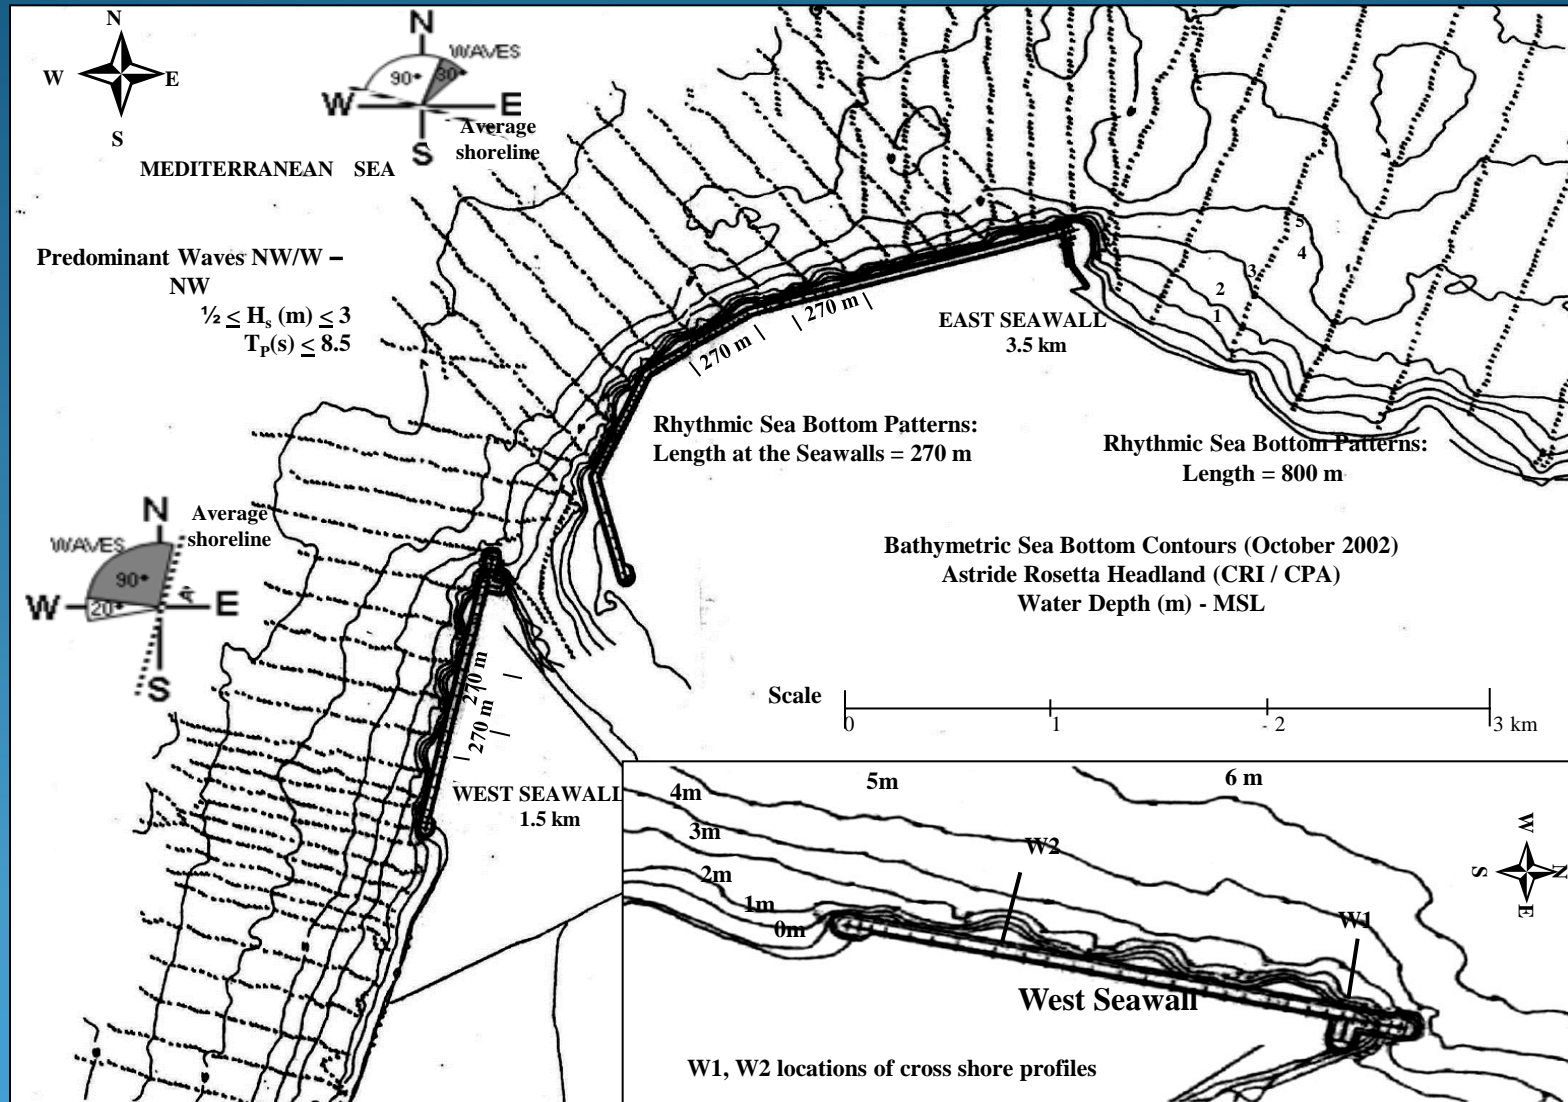 N
W E
S
N
WAVES
90° 30°
W E
S
Average
shoreline
MEDITERRANEAN SEA
Predominant Waves NW/W –
NW
½ ≤ Hs (m) ≤ 3
TP(s) ≤ 8.5
N
Average
shoreline
WAVES
90°
W E
20°
S
270 m
270 m
EAST SEAWALL
3.5 km
5
4
3
2
1
Rhythmic Sea Bottom Patterns:
Length at the Seawalls = 270 m
Rhythmic Sea Bottom Patterns:
Length = 800 m
Bathymetric Sea Bottom Contours (October 2002)
Astride Rosetta Headland (CRI / CPA)
Water Depth (m) - MSL
270 m
270 m
WEST SEAWALL
1.5 km
Scale
0 1 2 3 km
6 m
5m
4m
3m
2m
1m
0m
W2
W1
W
S N
E
West Seawall
W1, W2 locations of cross shore profiles